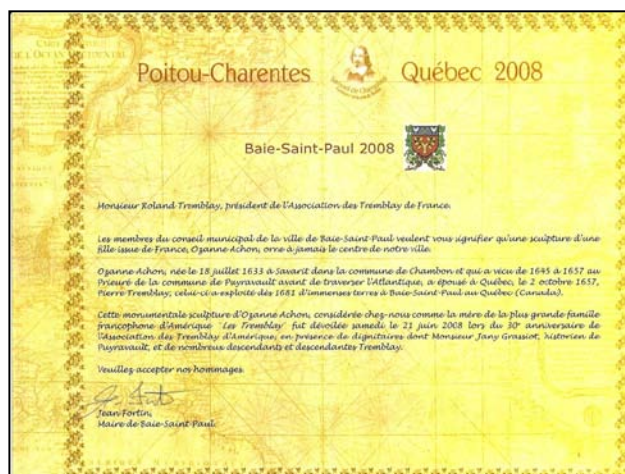 CARTE
DE L'OCEAN OCCIDENTAL
Poitou-Charentes Québec 2008
Baie-Saint-Paul 2008
Monsieur Roland Tremblay, président de l'Association des Tremblay de France.
Les membres du conseil municipal de la ville de Baie-Saint-Paul veulent vous signifier qu'une sculpture d'une
fille issue de France, Ozanne Achon, orne à jamais le centre de notre ville.
Ozanne Achon, née le 18 juillet 1633 à Savarit dans la commune de Chambon et qui a vécu de 1645 à 1657 au
Prieuré de la commune de Puyravault avant de traverser l'Atlantique, a épousé à Québec, le 2 octobre 1657,
Pierre Tremblay; celui-ci a exploité dès 1681 d'immenses terres à Baie-Saint-Paul au Québec (Canada).
Cette monumentale sculpture d'Ozanne Achon, considérée chez-nous comme la mère de la plus grande famille
francophone d'Amérique "Les Tremblay" fut dévoilée samedi le 21 juin 2008 lors du 30e anniversaire de
l'Association des Tremblay d'Amérique, en présence de dignitaires dont Monsieur Jany Grassiot, historien de
Puyravault, et de nombreux descendants et descendantes Tremblay.
Veuillez accepter nos hommages.
Jean Fortin,
Maire de Baie-Saint-Paul.